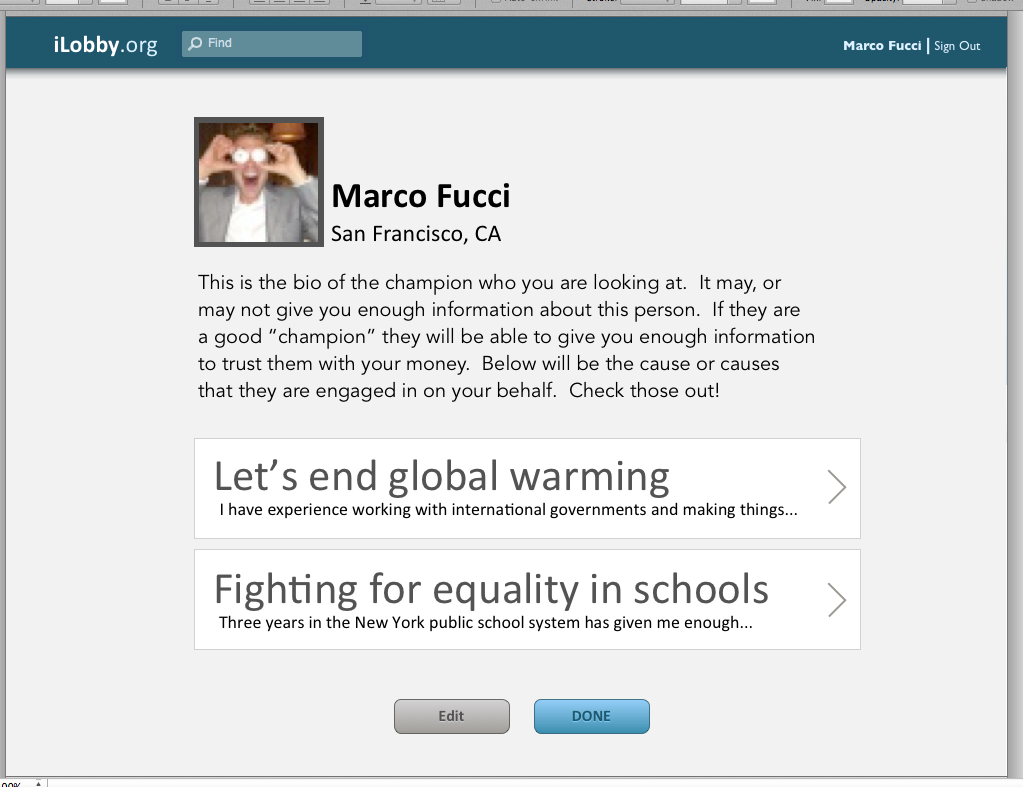 iLobby.org
Find
Marco Fucci | Sign Out
Marco Fucci
San Francisco, CA
This is the bio of the champion who you are looking at. It may, or
may not give you enough information about this person. If they are
a good “champion” they will be able to give you enough information
to trust them with your money. Below will be the cause or causes
that they are engaged in on your behalf. Check those out!
Let’s end global warming
I have experience working with international governments and making things...
Fighting for equality in schools
Three years in the New York public school system has given me enough...
Edit
DONE